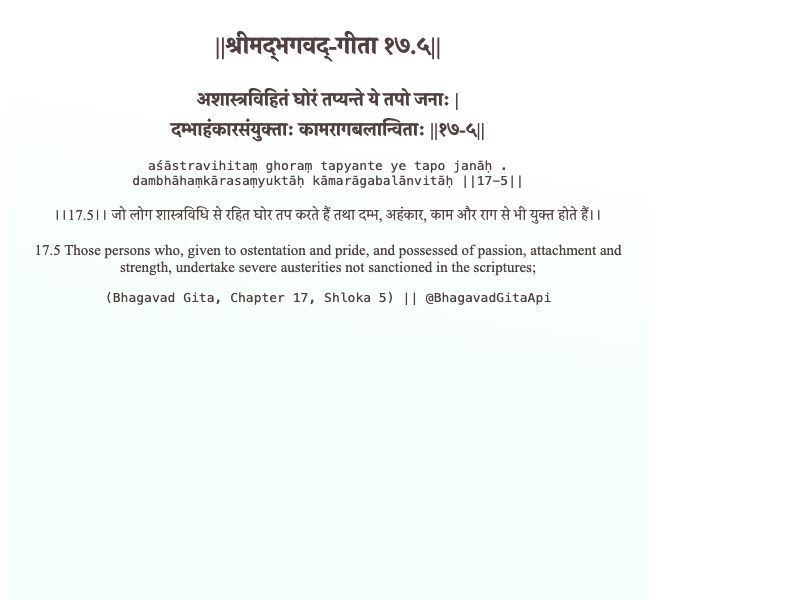 ||श्रीमद्‍भगवद्‍-गीता १७.५||
अशास्त्रविहितं घोरं तप्यन्ते ये तपो जनाः |
दम्भाहंकारसंयुक्ताः कामरागबलान्विताः ||१७-५||
aśāstravihitaṃ ghoraṃ tapyante ye tapo janāḥ .
dambhāhaṃkārasaṃyuktāḥ kāmarāgabalānvitāḥ ||17-5||
।।17.5।। जो लोग शास्त्रविधि से रहित घोर तप करते हैं तथा दम्भ, अहंकार, काम और राग से भी युक्त होते हैं।।
17.5 Those persons who, given to ostentation and pride, and possessed of passion, attachment and
strength, undertake severe austerities not sanctioned in the scriptures;
(Bhagavad Gita, Chapter 17, Shloka 5) || @BhagavadGitaApi